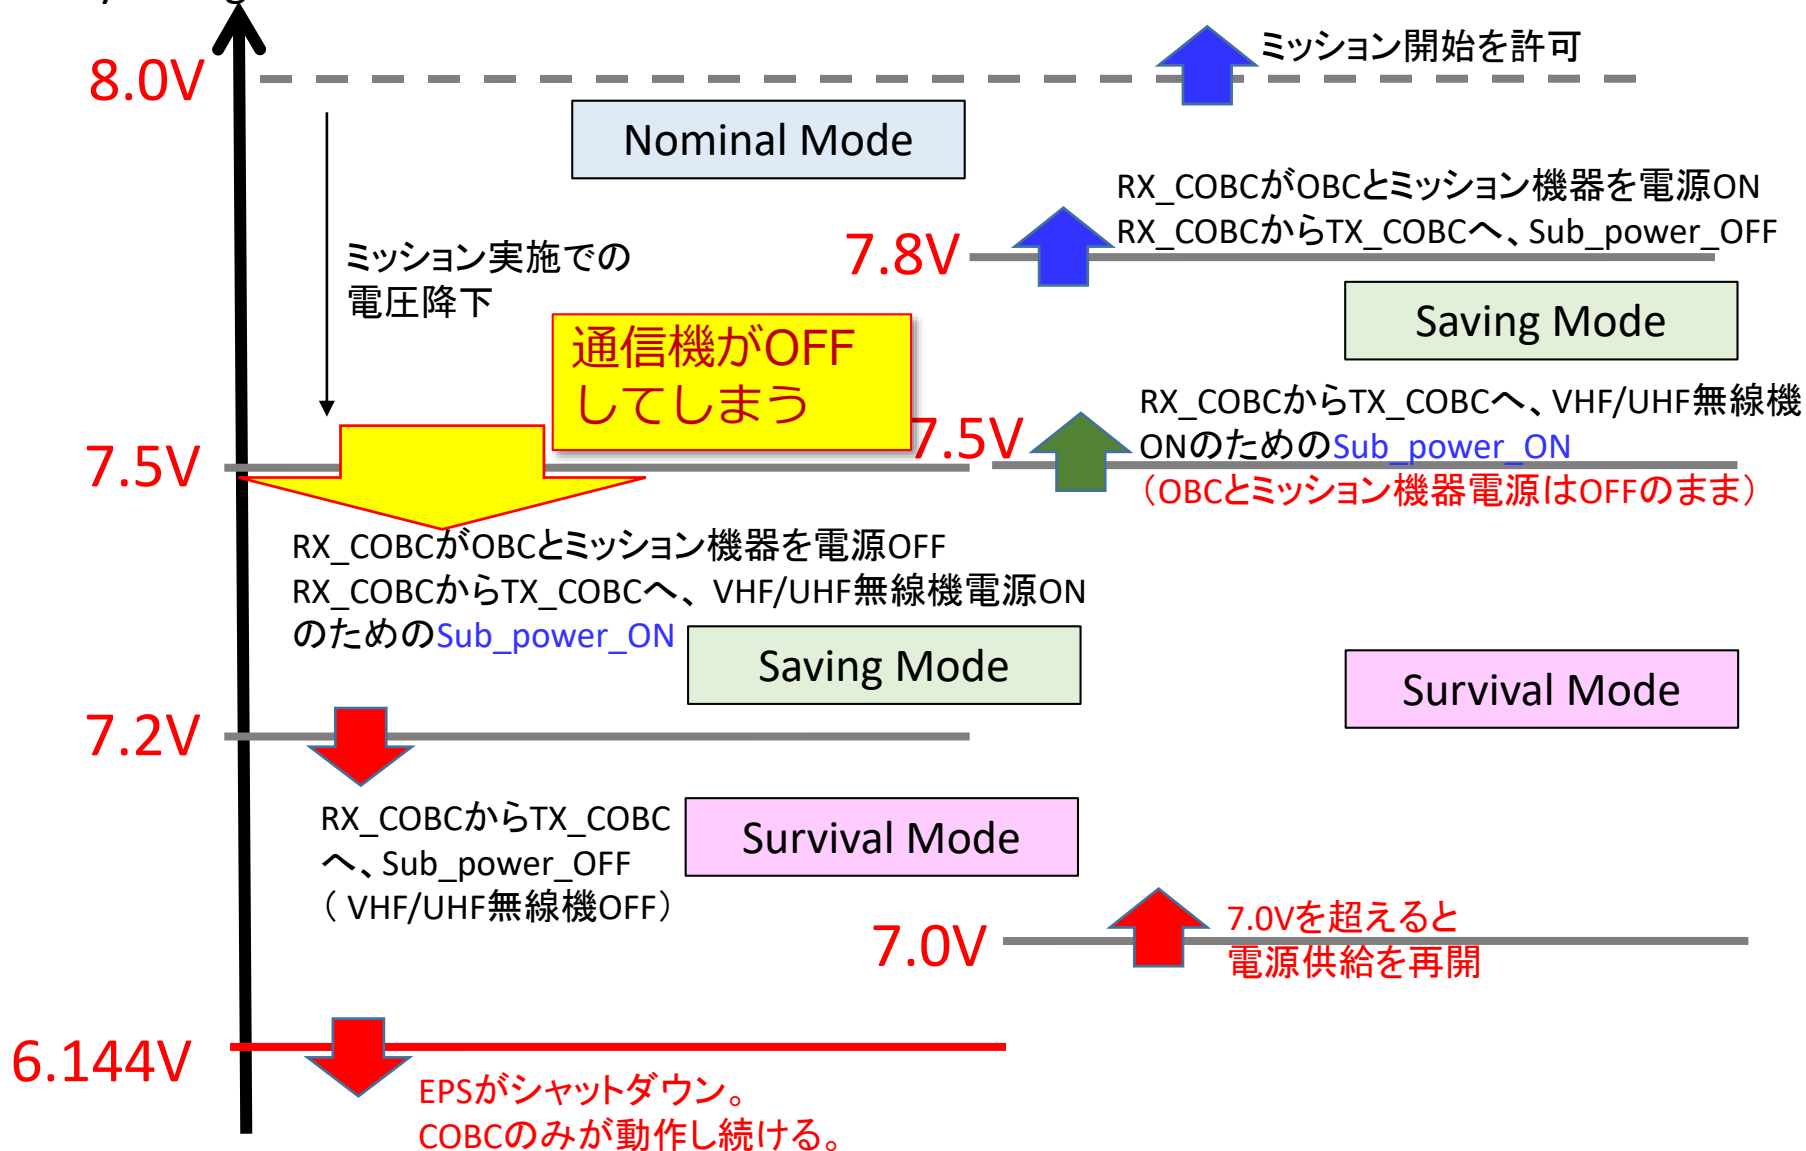 8.0V
ミッション開始を許可
Nominal Mode
RX_COBCがOBCとミッション機器を電源ON
RX_COBCからTX_COBCへ、Sub_power_OFF
7.8V
ミッション実施での
電圧降下
Saving Mode
通信機がOFF
してしまう
RX_COBCからTX_COBCへ、VHF/UHF無線機
ONのためのSub_power_ON
(OBCとミッション機器電源はOFFのまま)
7.5V
7.5V
RX_COBCがOBCとミッション機器を電源OFF
RX_COBCからTX_COBCへ、VHF/UHF無線機電源ON
のためのSub_power_ON
Saving Mode
Survival Mode
7.2V
RX_COBCからTX_COBC
へ、Sub_power_OFF
( VHF/UHF無線機OFF)
Survival Mode
7.0V
7.0Vを超えると
電源供給を再開
6.144V
EPSがシャットダウン。
COBCのみが動作し続ける。